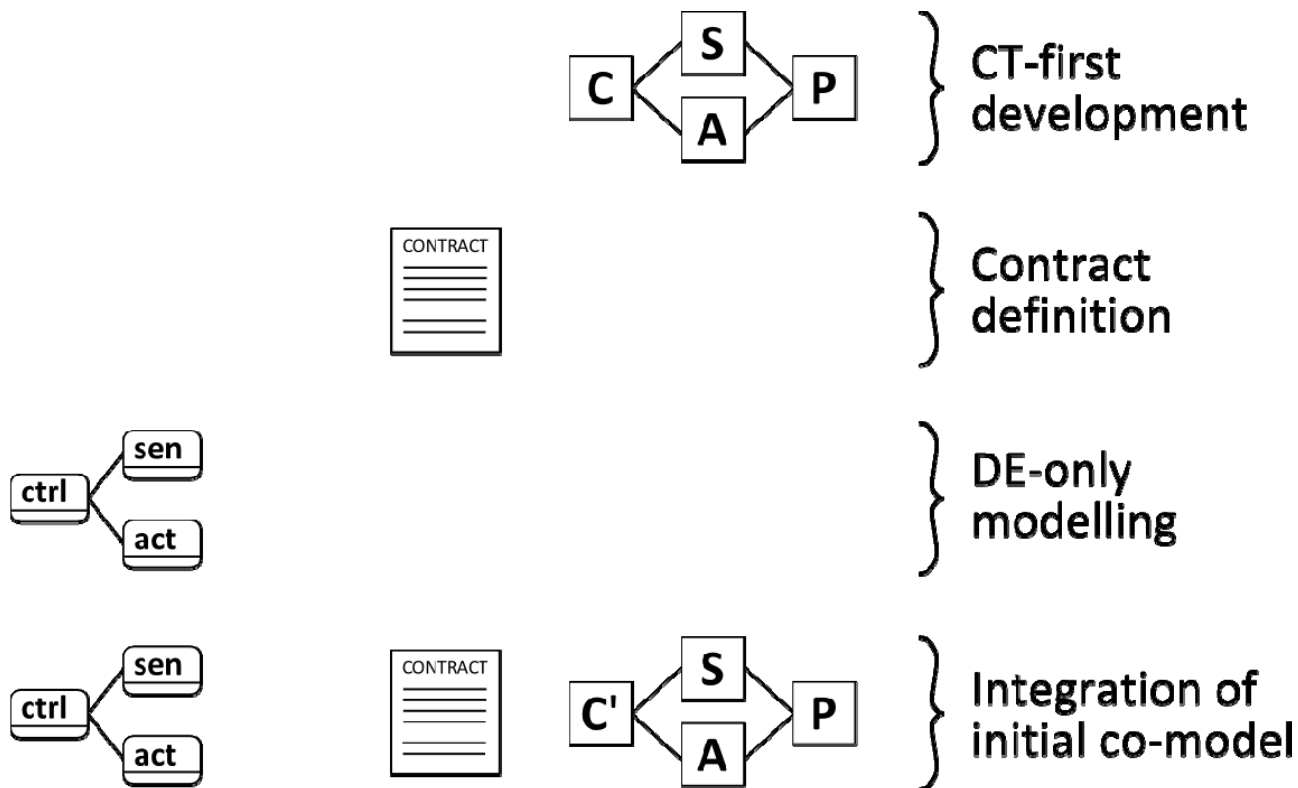 S
C
P
A
CT-first
development
CONTRACT
Contract
definition
sen
ctrl
act
DE-only
modelling
sen
ctrl
act
CONTRACT
S
C'
P
A
Integration of
initial co-model